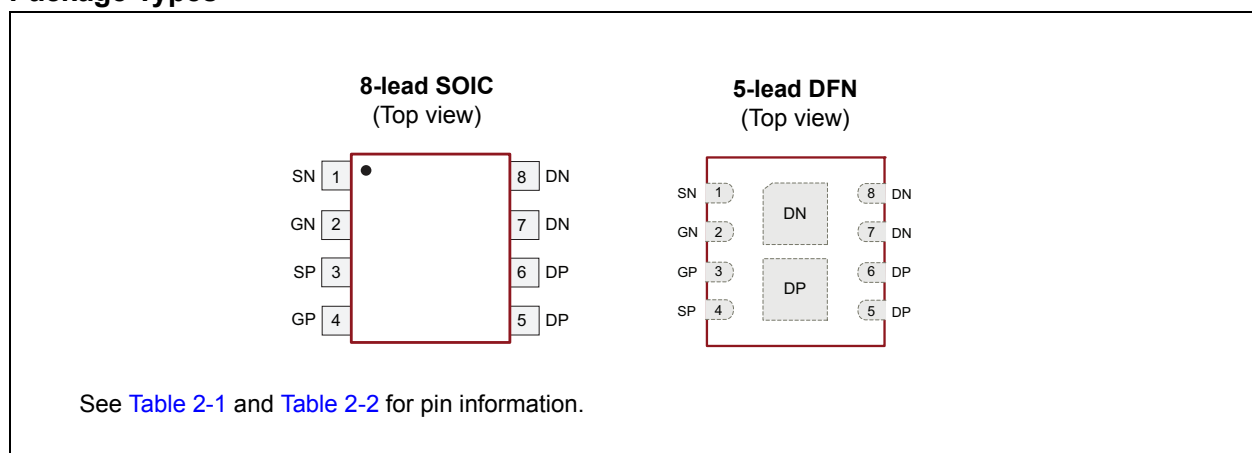 8-lead SOIC
(Top view)
SN 1 8 DN
GN 2 7 DN
SP 3 6 DP
GP 4 5 DP
5-lead DFN
(Top view)
SN 1 8 DN
DN
GN 2 7 DN
GP 3 6 DP
DP
SP 4 5 DP
See Table 2-1 and Table 2-2 for pin information.